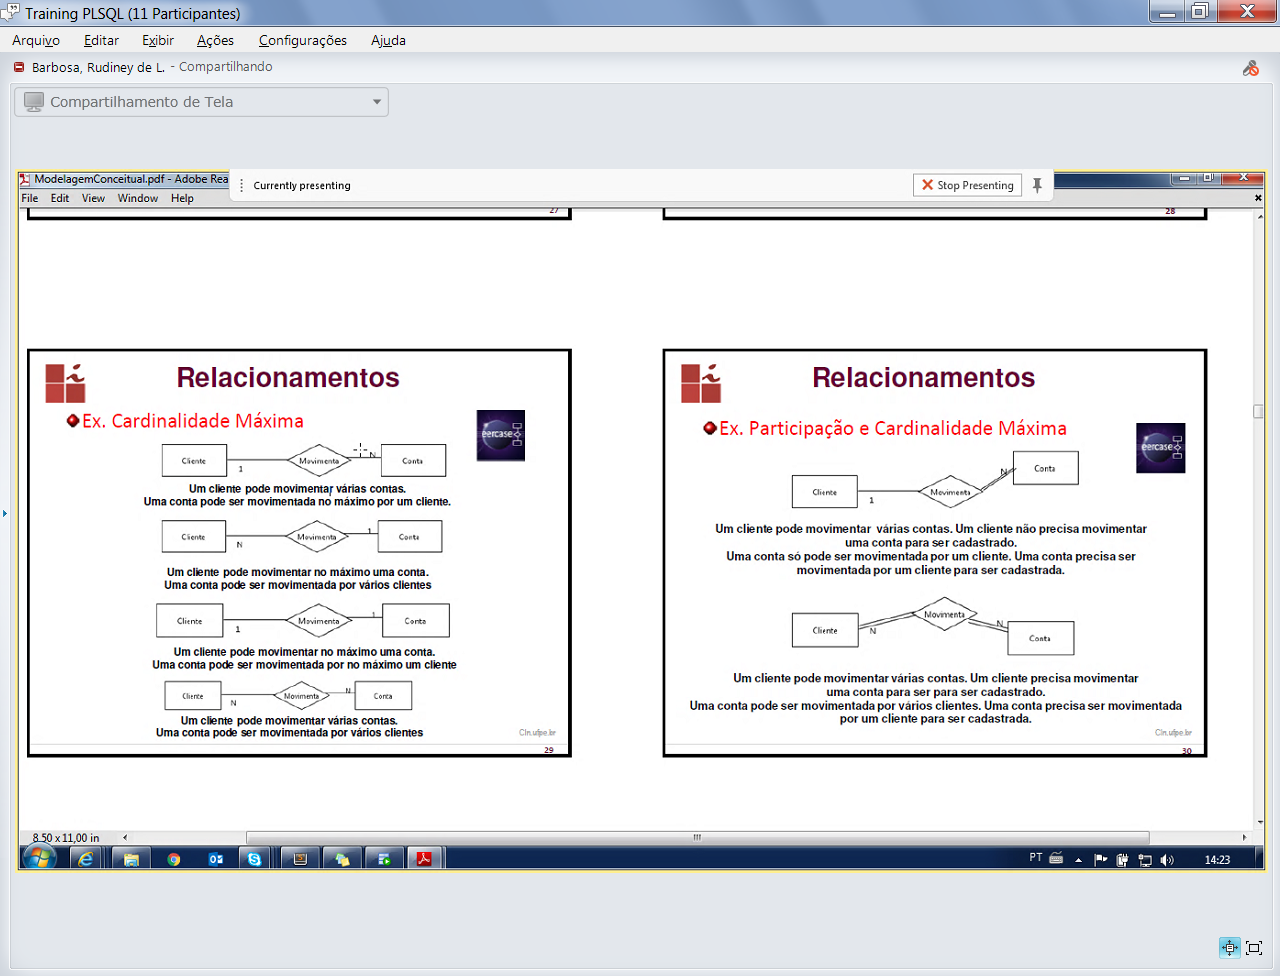 Training PLSQL (11 Participantes)
Arquivo Editar Exibir Ações Configurações Ajuda
Barbosa, Rudiney de L. - Compartilhando
Compartilhamento de Tela
ModelagemConceitual.pdf - Adobe Rea
Currently presenting
Stop Presenting
File Edit View Window Help
27
28
Relacionamentos
Ex. Cardinalidade Máxima
eercase
Cliente 1 Movimenta N Conta
Um cliente pode movimentar várias contas.
Uma conta pode ser movimentada no máximo por um cliente.
Cliente N Movimenta 1 Conta
Um cliente pode movimentar no máximo uma conta.
Uma conta pode ser movimentada por vários clientes
Cliente 1 Movimenta 1 Conta
Um cliente pode movimentar no máximo uma conta.
Uma conta pode ser movimentada por no máximo um cliente
Cliente N Movimenta N Conta
Um cliente pode movimentar várias contas.
Uma conta pode ser movimentada por vários clientes
CIn.ufpe.br
29
Relacionamentos
Ex. Participação e Cardinalidade Máxima
eercase
Cliente 1 Movimenta N Conta
Um cliente pode movimentar várias contas. Um cliente não precisa movimentar
uma conta para ser cadastrado.
Uma conta só pode ser movimentada por um cliente. Uma conta precisa ser
movimentada por um cliente para ser cadastrada.
Cliente N Movimenta N Conta
Um cliente pode movimentar várias contas. Um cliente precisa movimentar
uma conta para ser para ser cadastrado.
Uma conta pode ser movimentada por vários clientes. Uma conta precisa ser movimentada
por um cliente para ser cadastrada.
CIn.ufpe.br
30
8,50 x 11,00 in
PT
14:23